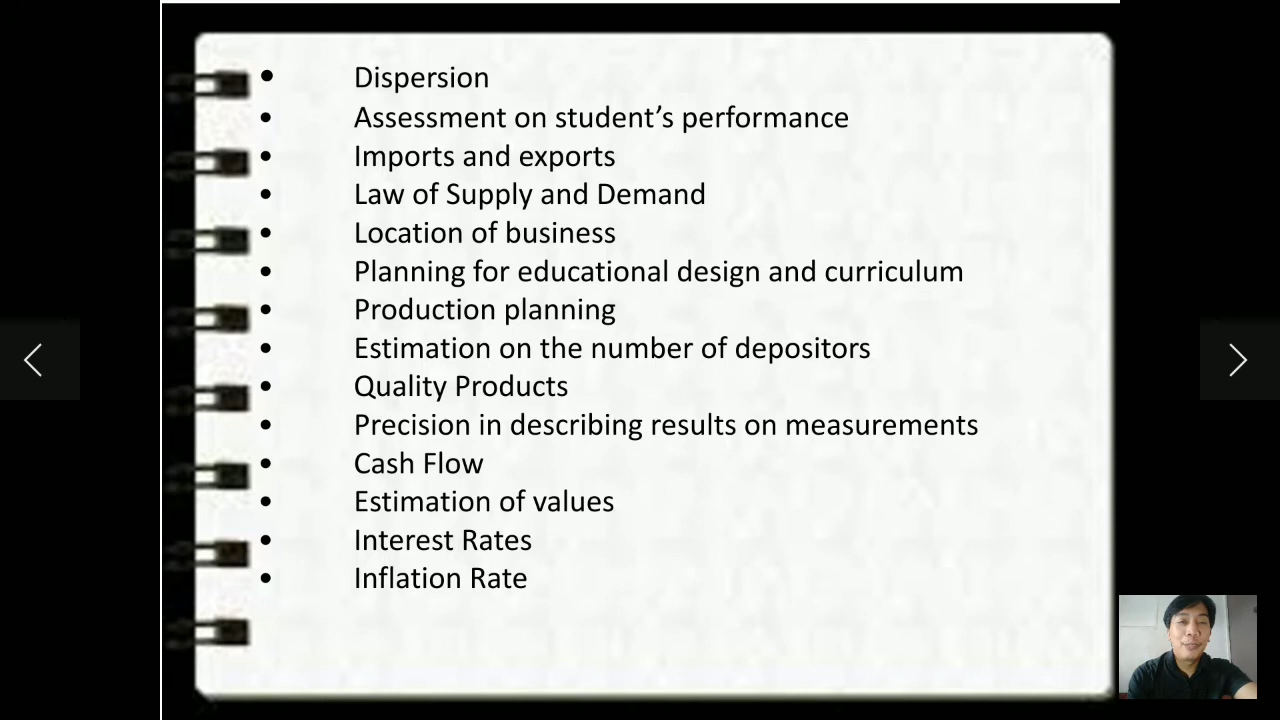 • Dispersion
• Assessment on student’s performance
• Imports and exports
• Law of Supply and Demand
• Location of business
• Planning for educational design and curriculum
• Production planning
• Estimation on the number of depositors
• Quality Products
• Precision in describing results on measurements
• Cash Flow
• Estimation of values
• Interest Rates
• Inflation Rate